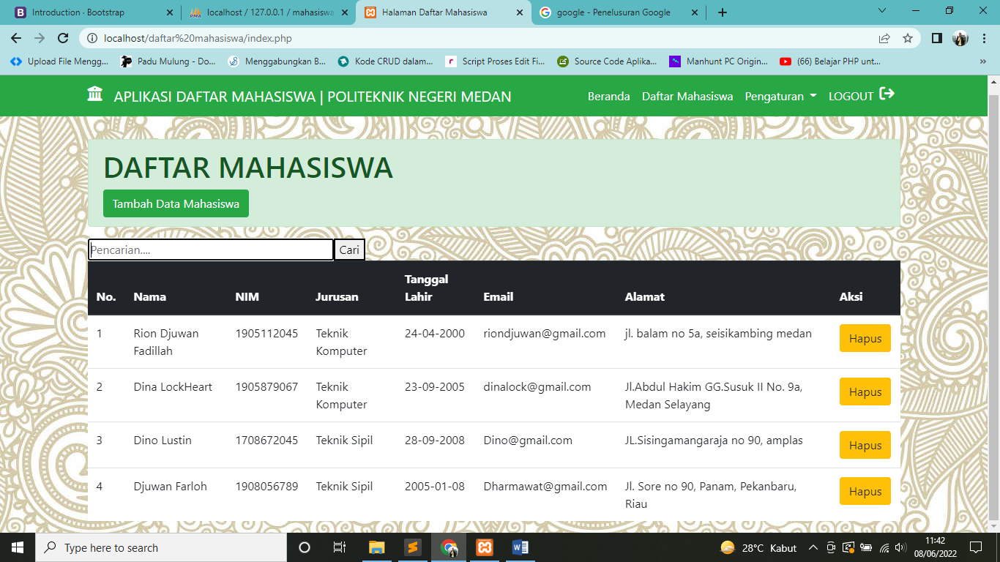 Introduction · Bootstrap
localhost / 127.0.0.1 / mahasiswa
Halaman Daftar Mahasiswa
google - Penelusuran Google
localhost/daftar%20mahasiswa/index.php
Upload File Mengg...
Padu Mulung - Do...
Menggabungkan B...
Kode CRUD dalam...
Script Proses Edit Fi...
Source Code Aplika...
Manhunt PC Origin...
(66) Belajar PHP unt...
»
APLIKASI DAFTAR MAHASISWA | POLITEKNIK NEGERI MEDAN
Beranda
Daftar Mahasiswa
Pengaturan
LOGOUT
DAFTAR MAHASISWA
Tambah Data Mahasiswa
Pencarian.... Cari
No. Nama NIM Jurusan Tanggal Lahir Email Alamat Aksi
1 Rion Djuwan Fadillah 1905112045 Teknik Komputer 24-04-2000 riondjuwan@gmail.com jl. balam no 5a, seisikambing medan Hapus
2 Dina LockHeart 1905879067 Teknik Komputer 23-09-2005 dinalock@gmail.com Jl.Abdul Hakim GG.Susuk II No. 9a, Medan Selayang Hapus
3 Dino Lustin 1708672045 Teknik Sipil 28-09-2008 Dino@gmail.com JL.Sisingamangaraja no 90, amplas Hapus
4 Djuwan Farloh 1908056789 Teknik Sipil 2005-01-08 Dharmawat@gmail.com Jl. Sore no 90, Panam, Pekanbaru, Riau Hapus
Type here to search
28°C Kabut
11:42
08/06/2022